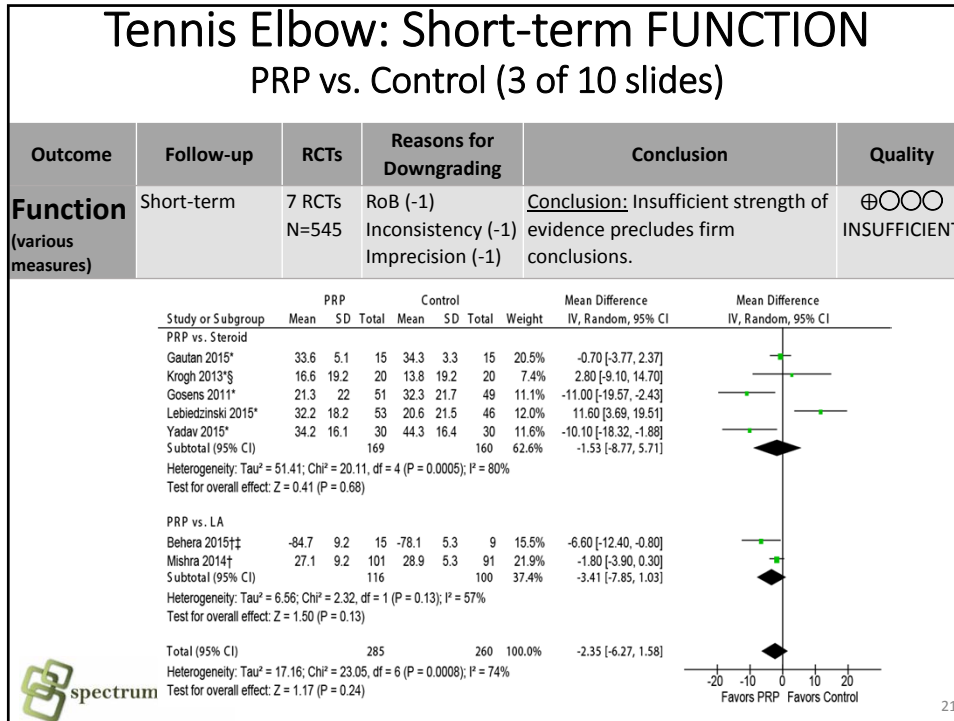 Tennis Elbow: Short-term FUNCTION
PRP vs. Control (3 of 10 slides)
Outcome Follow-up RCTs Reasons for Downgrading Conclusion Quality
Function (various measures) Short-term 7 RCTs N=545 RoB (-1) Inconsistency (-1) Imprecision (-1) Conclusion: Insufficient strength of evidence precludes firm conclusions. ⊕◯◯◯ INSUFFICIENT
PRP Control Mean Difference Mean Difference
Study or Subgroup Mean SD Total Mean SD Total Weight IV, Random, 95% CI IV, Random, 95% CI
PRP vs. Steroid
Gautan 2015* 33.6 5.1 15 34.3 3.3 15 20.5% -0.70 [-3.77, 2.37]
Krogh 2013*§ 16.6 19.2 20 13.8 19.2 20 7.4% 2.80 [-9.10, 14.70]
Gosens 2011* 21.3 22 51 32.3 21.7 49 11.1% -11.00 [-19.57, -2.43]
Lebiedzinski 2015* 32.2 18.2 53 20.6 21.5 46 12.0% 11.60 [3.69, 19.51]
Yadav 2015* 34.2 16.1 30 44.3 16.4 30 11.6% -10.10 [-18.32, -1.88]
Subtotal (95% CI) 169 160 62.6% -1.53 [-8.77, 5.71]
Heterogeneity: Tau² = 51.41; Chi² = 20.11, df = 4 (P = 0.0005); I² = 80%
Test for overall effect: Z = 0.41 (P = 0.68)
PRP vs. LA
Behera 2015†‡ -84.7 9.2 15 -78.1 5.3 9 15.5% -6.60 [-12.40, -0.80]
Mishra 2014† 27.1 9.2 101 28.9 5.3 91 21.9% -1.80 [-3.90, 0.30]
Subtotal (95% CI) 116 100 37.4% -3.41 [-7.85, 1.03]
Heterogeneity: Tau² = 6.56; Chi² = 2.32, df = 1 (P = 0.13); I² = 57%
Test for overall effect: Z = 1.50 (P = 0.13)
Total (95% CI) 285 260 100.0% -2.35 [-6.27, 1.58]
Heterogeneity: Tau² = 17.16; Chi² = 23.05, df = 6 (P = 0.0008); I² = 74%
Test for overall effect: Z = 1.17 (P = 0.24)
-20 -10 0 10 20
Favors PRP Favors Control
spectrum
21